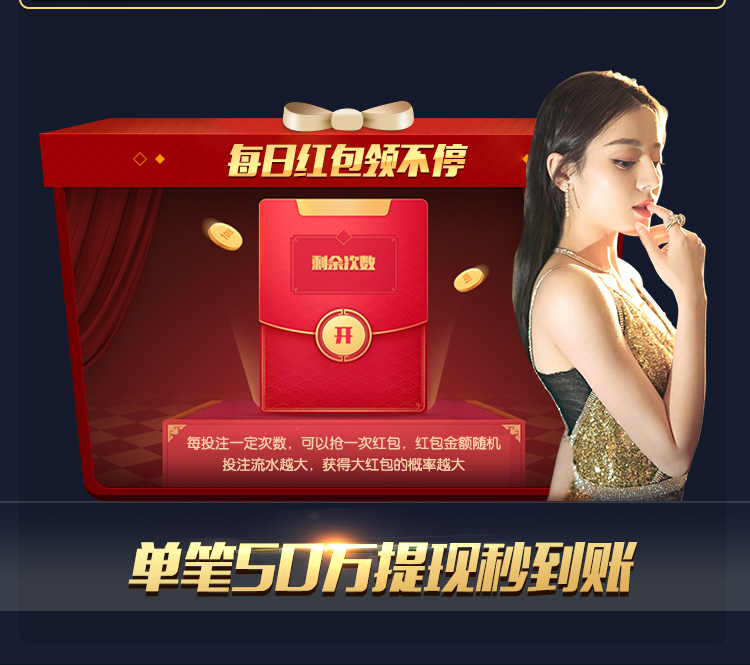 每日红包领不停
剩余次数
开
每投注一定次数，可以抢一次红包，红包金额随机
投注流水越大，获得大红包的概率越大
单笔50万提现秒到账